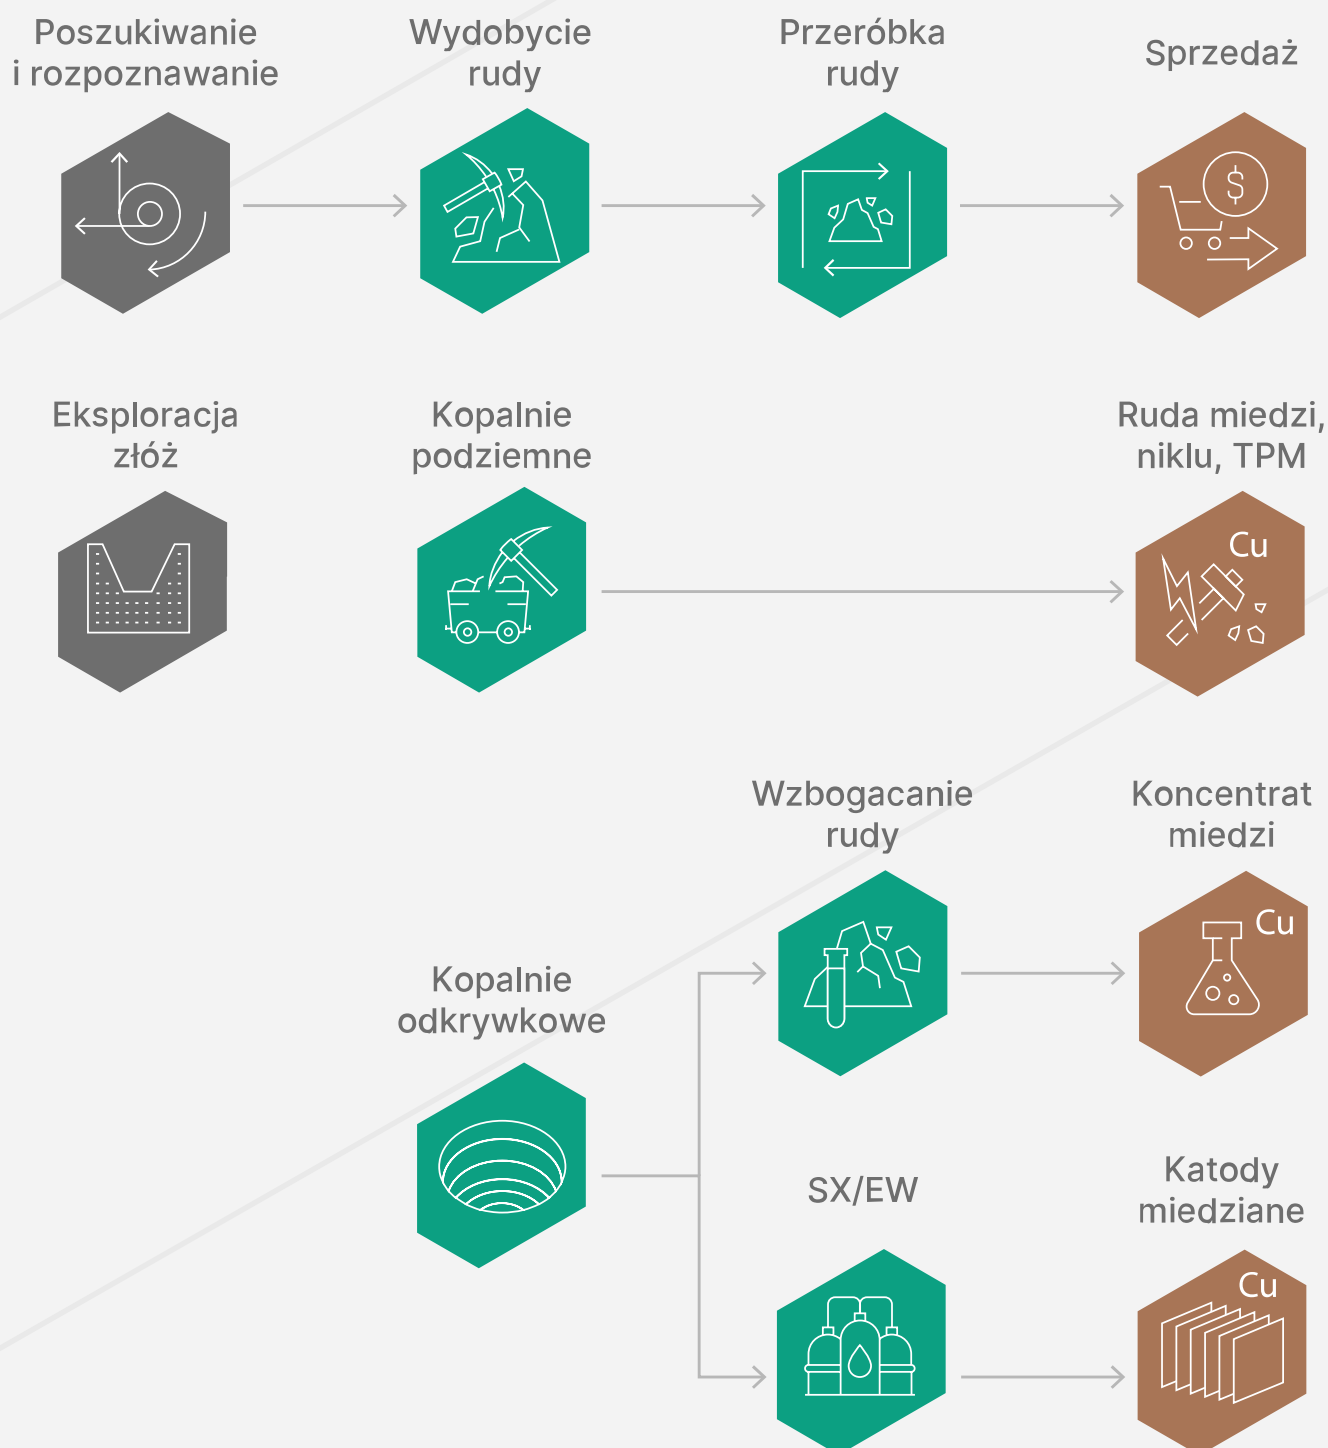 Poszukiwanie
i rozpoznawanie
Wydobycie
rudy
Przeróbka
rudy
Sprzedaż
$
Eksploracja
złóż
Kopalnie
podziemne
Ruda miedzi,
niklu, TPM
Cu
Wzbogacanie
rudy
Koncentrat
miedzi
Cu
Kopalnie
odkrywkowe
SX/EW
Katody
miedziane
Cu